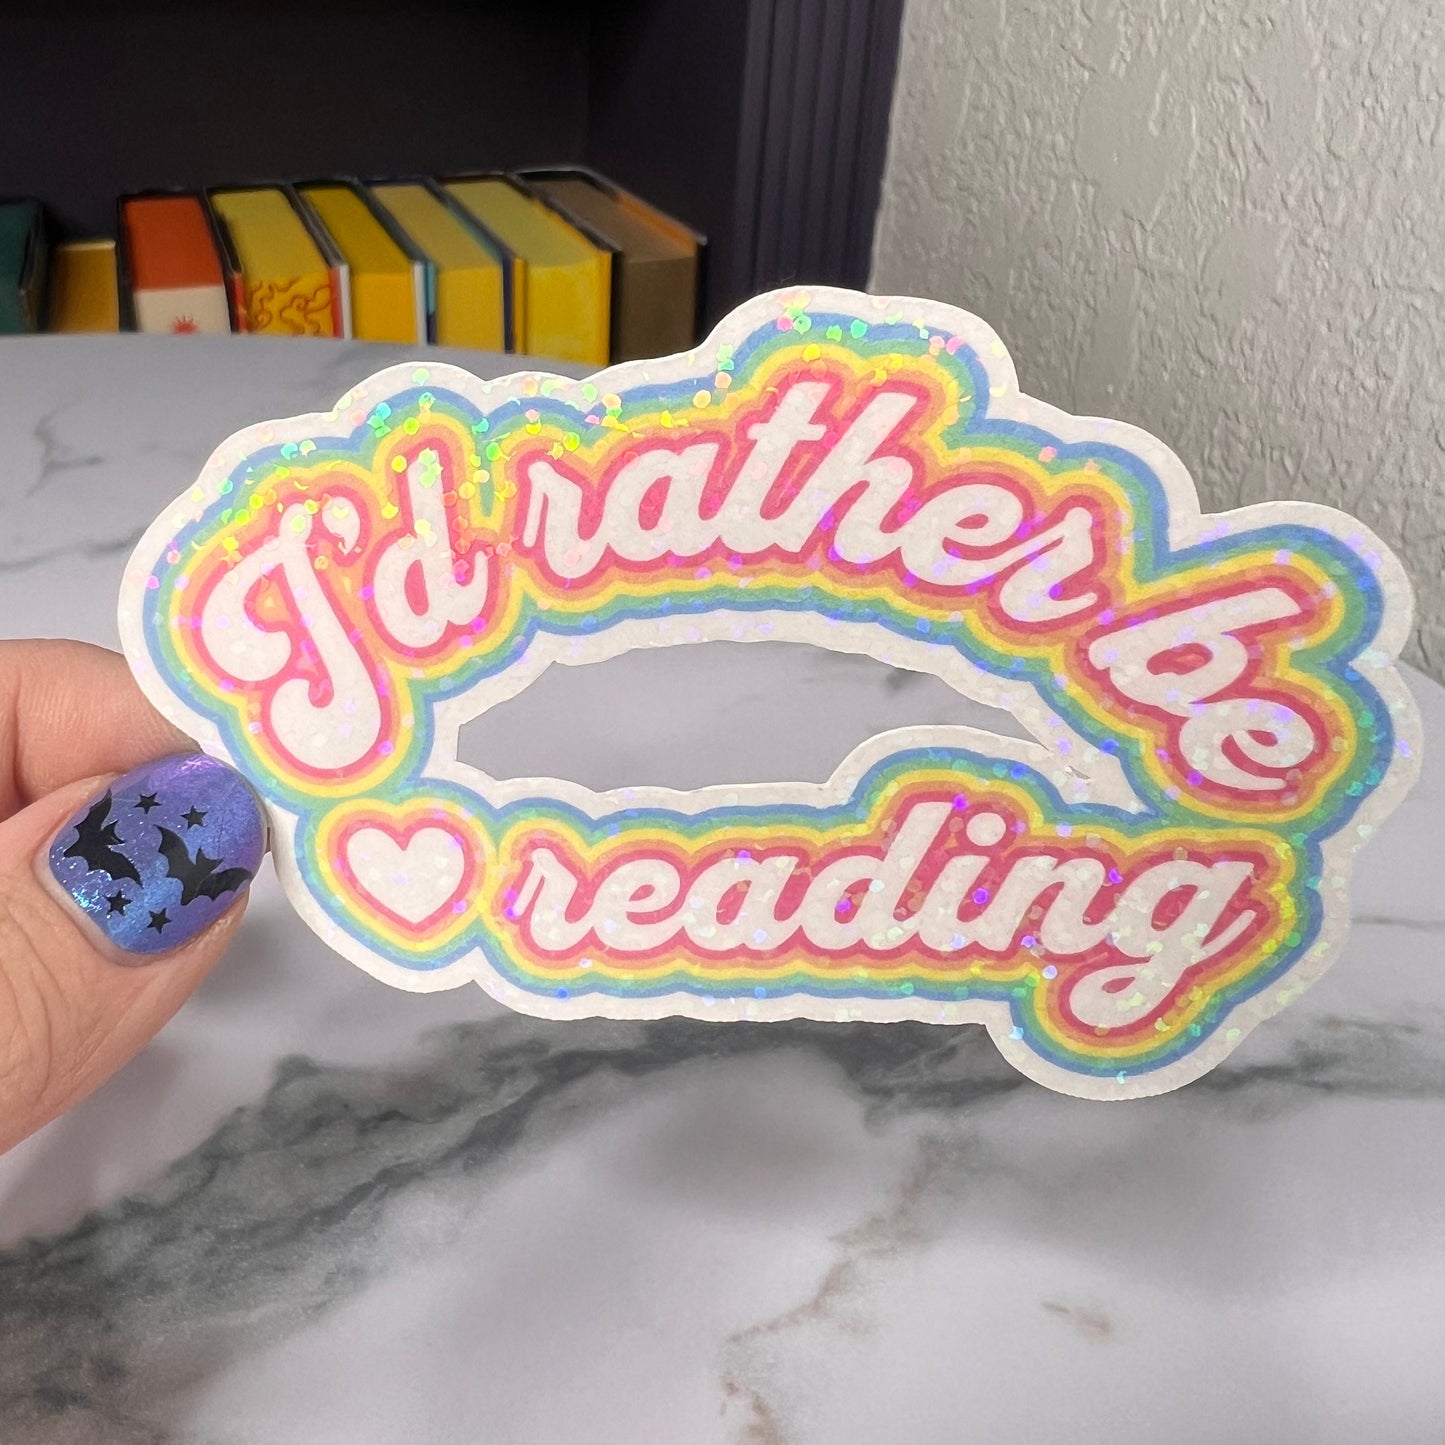 I'd rather be
reading